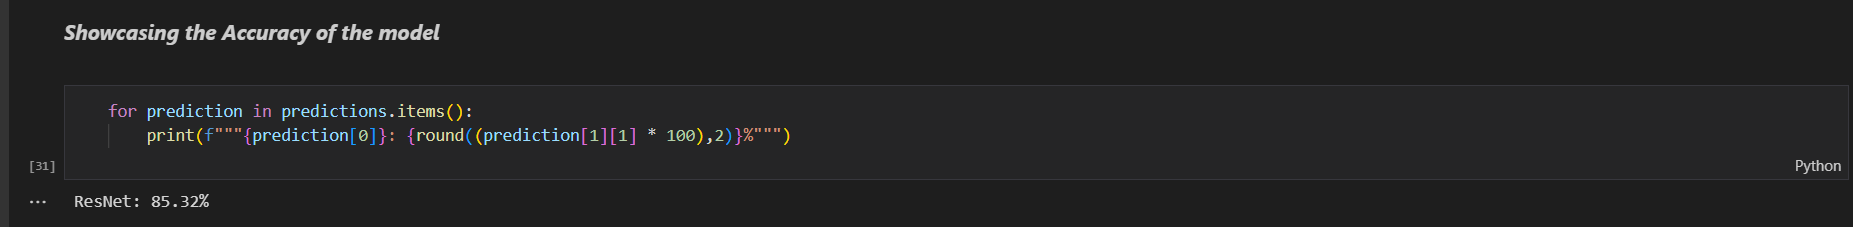 Showcasing the Accuracy of the model
for prediction in predictions.items():
    print(f"""{prediction[0]}: {round((prediction[1][1] * 100),2)}%""")
[31]
Python
... ResNet: 85.32%